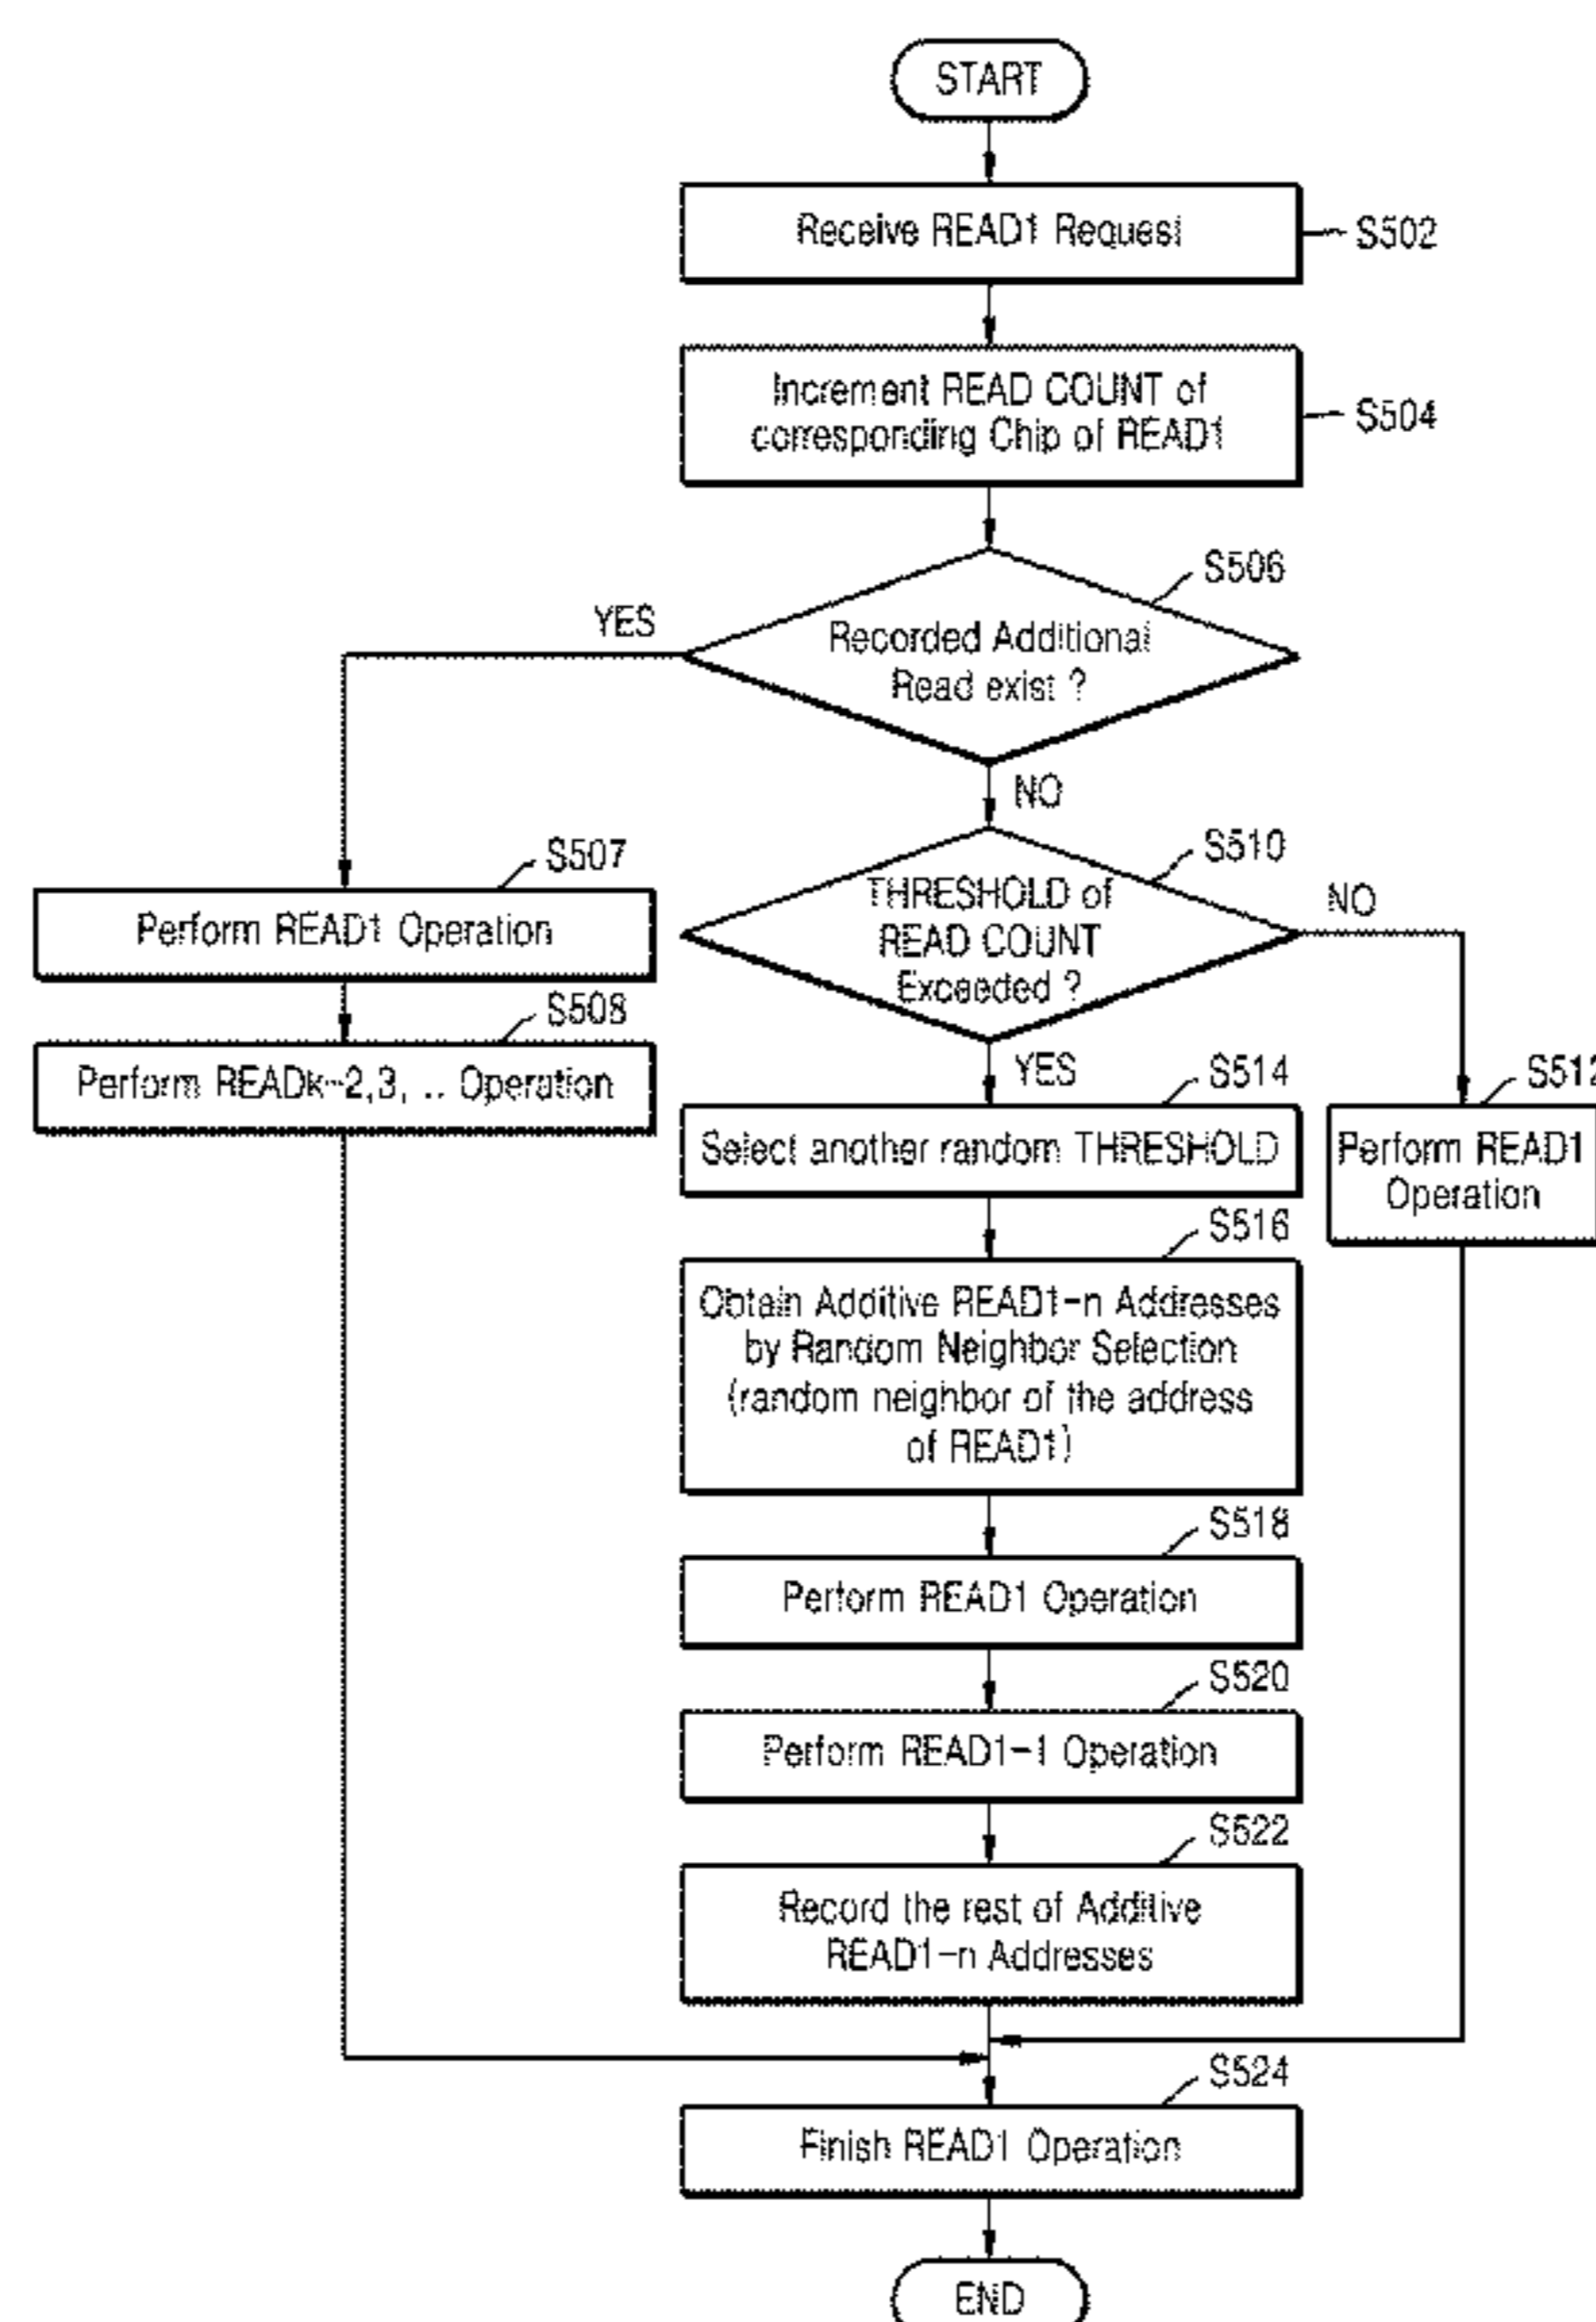 START
Receive READ1 Request
S502
Increment READ COUNT of
corresponding Chip of READ1
S504
S506
YES
Recorded Additional
Read exist ?
NO
S507
Perform READ1 Operation
S508
Perform READk-2,3, .. Operation
S510
THRESHOLD of
READ COUNT
Exceeded ?
NO
YES
S514
Select another random THRESHOLD
S512
Perform READ1
Operation
S516
Obtain Additive READ1-n Addresses
by Random Neighbor Selection
(random neighbor of the address
of READ1)
S518
Perform READ1 Operation
S520
Perform READ1-1 Operation
S522
Record the rest of Additive
READ1-n Addresses
S524
Finish READ1 Operation
END